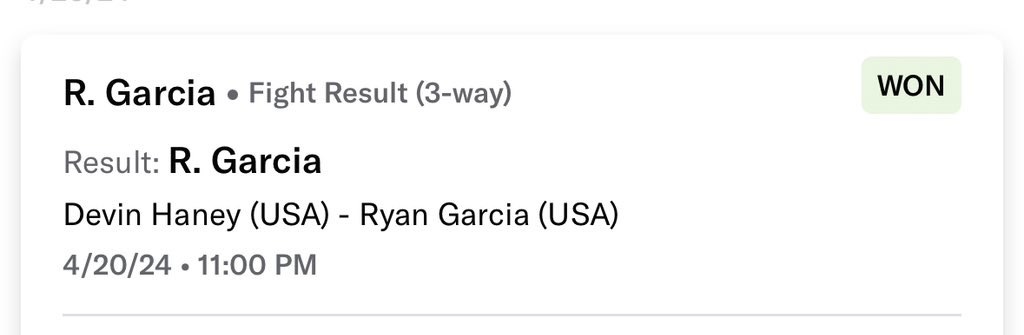 R. Garcia • Fight Result (3-way) WON
Result: R. Garcia
Devin Haney (USA) - Ryan Garcia (USA)
4/20/24 • 11:00 PM